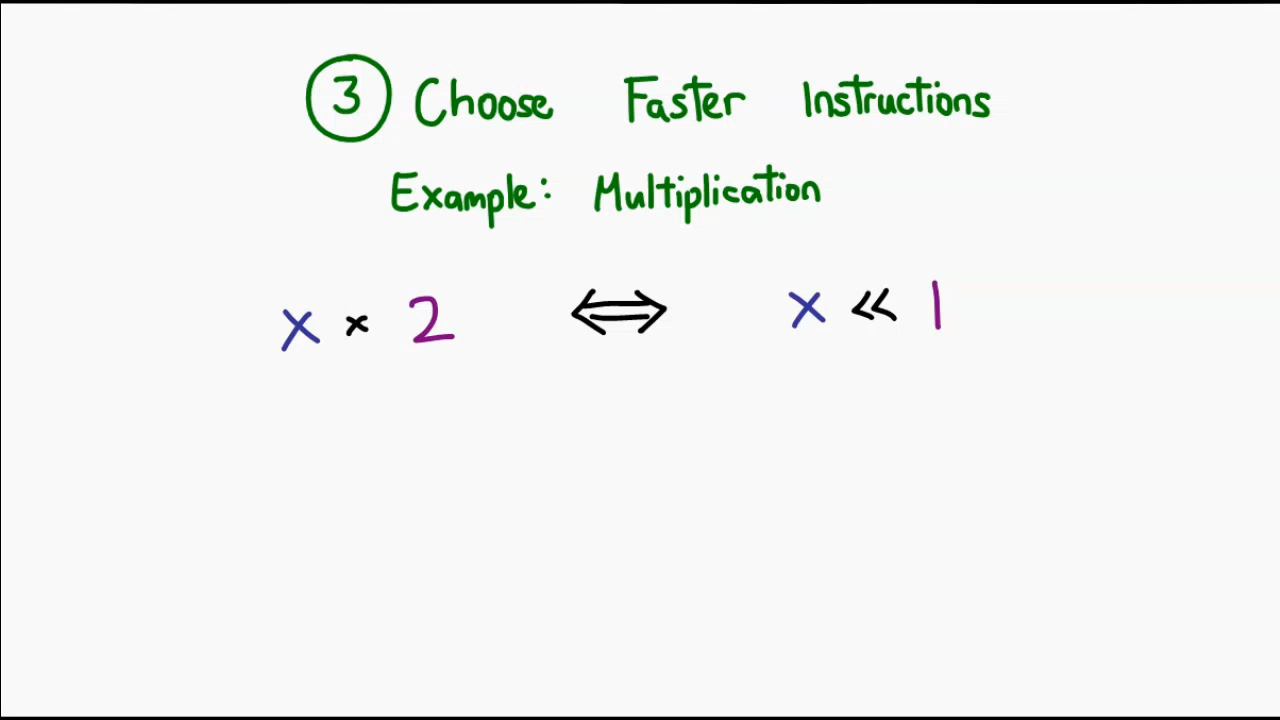 3 Choose Faster Instructions
Example: Multiplication
x × 2 ⟺ x << 1